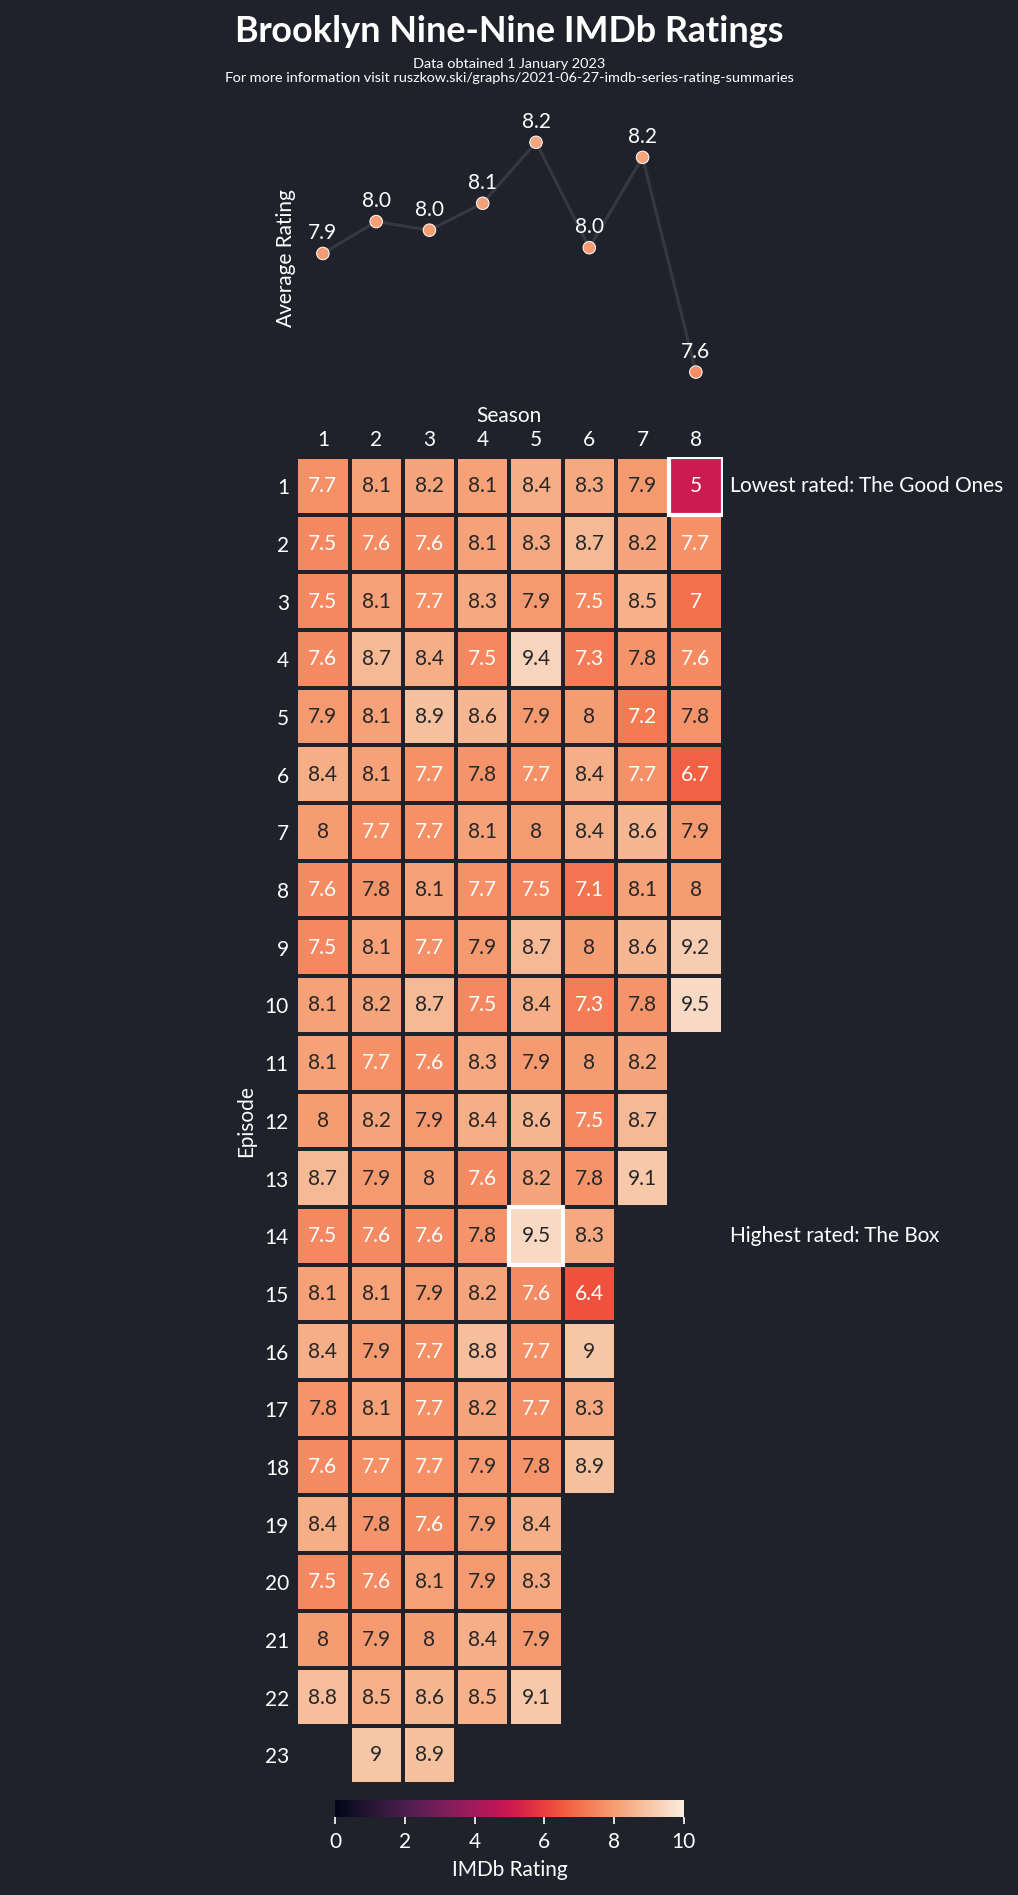 Brooklyn Nine-Nine IMDb Ratings
Data obtained 1 January 2023
For more information visit ruszkow.ski/graphs/2021-06-27-imdb-series-rating-summaries
Average Rating
7.9 8.0 8.0 8.1 8.2 8.0 8.2 7.6
Season
1 2 3 4 5 6 7 8
1 7.7 8.1 8.2 8.1 8.4 8.3 7.9 5 Lowest rated: The Good Ones
2 7.5 7.6 7.6 8.1 8.3 8.7 8.2 7.7
3 7.5 8.1 7.7 8.3 7.9 7.5 8.5 7
4 7.6 8.7 8.4 7.5 9.4 7.3 7.8 7.6
5 7.9 8.1 8.9 8.6 7.9 8 7.2 7.8
6 8.4 8.1 7.7 7.8 7.7 8.4 7.7 6.7
7 8 7.7 7.7 8.1 8 8.4 8.6 7.9
8 7.6 7.8 8.1 7.7 7.5 7.1 8.1 8
9 7.5 8.1 7.7 7.9 8.7 8 8.6 9.2
10 8.1 8.2 8.7 7.5 8.4 7.3 7.8 9.5
11 8.1 7.7 7.6 8.3 7.9 8 8.2
Episode
12 8 8.2 7.9 8.4 8.6 7.5 8.7
13 8.7 7.9 8 7.6 8.2 7.8 9.1
14 7.5 7.6 7.6 7.8 9.5 8.3 Highest rated: The Box
15 8.1 8.1 7.9 8.2 7.6 6.4
16 8.4 7.9 7.7 8.8 7.7 9
17 7.8 8.1 7.7 8.2 7.7 8.3
18 7.6 7.7 7.7 7.9 7.8 8.9
19 8.4 7.8 7.6 7.9 8.4
20 7.5 7.6 8.1 7.9 8.3
21 8 7.9 8 8.4 7.9
22 8.8 8.5 8.6 8.5 9.1
23 9 8.9
0 2 4 6 8 10
IMDb Rating